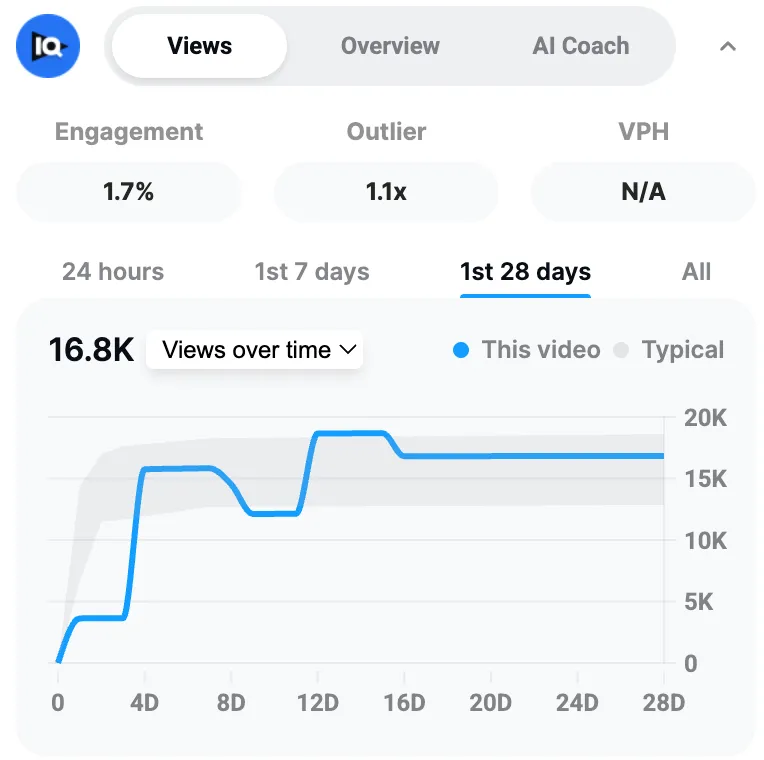 IQ
Views Overview AI Coach
Engagement Outlier VPH
1.7% 1.1x N/A
24 hours 1st 7 days 1st 28 days All
16.8K Views over time This video Typical
20K
15K
10K
5K
0
0 4D 8D 12D 16D 20D 24D 28D